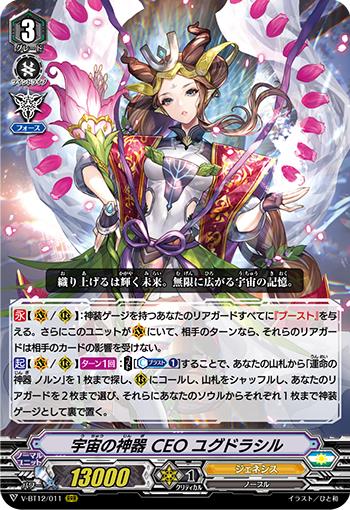 3
グレード
ツインドライブ
フォース
織り上げるは輝く未来。無限に広がる宇宙の記憶。
永【V/R】:神装ゲージを持つあなたのリアガードすべてに『ブースト』を与
える。さらにこのユニットがVにいて、相手のターンなら、それらのリアガー
ドは相手のカードの影響を受けない。
起【V/R】ターン1回:[ソウルブラスト①]することで、あなたの山札から「運命の
神器 ノルン」を1枚まで探し、Rにコールし、山札をシャッフルし、あなたのリ
アガードを2枚まで選び、それらにあなたのソウルからそれぞれ1枚まで神装
ゲージとして裏で置く。
ノーマル
ユニット
宇宙の神器 CEO ユグドラシル
パワー
13000
1
クリティカル
ジェネシス
ノーブル
V-BT12/011 RRR
イラスト/ひと和